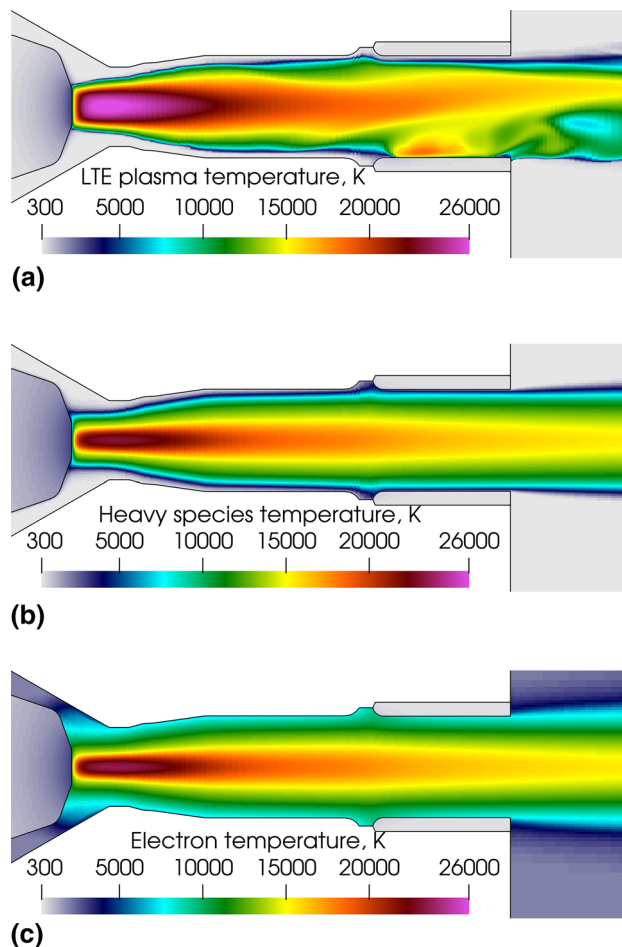 LTE plasma temperature, K
300 5000 10000 15000 20000 26000
(a)
Heavy species temperature, K
300 5000 10000 15000 20000 26000
(b)
Electron temperature, K
300 5000 10000 15000 20000 26000
(c)